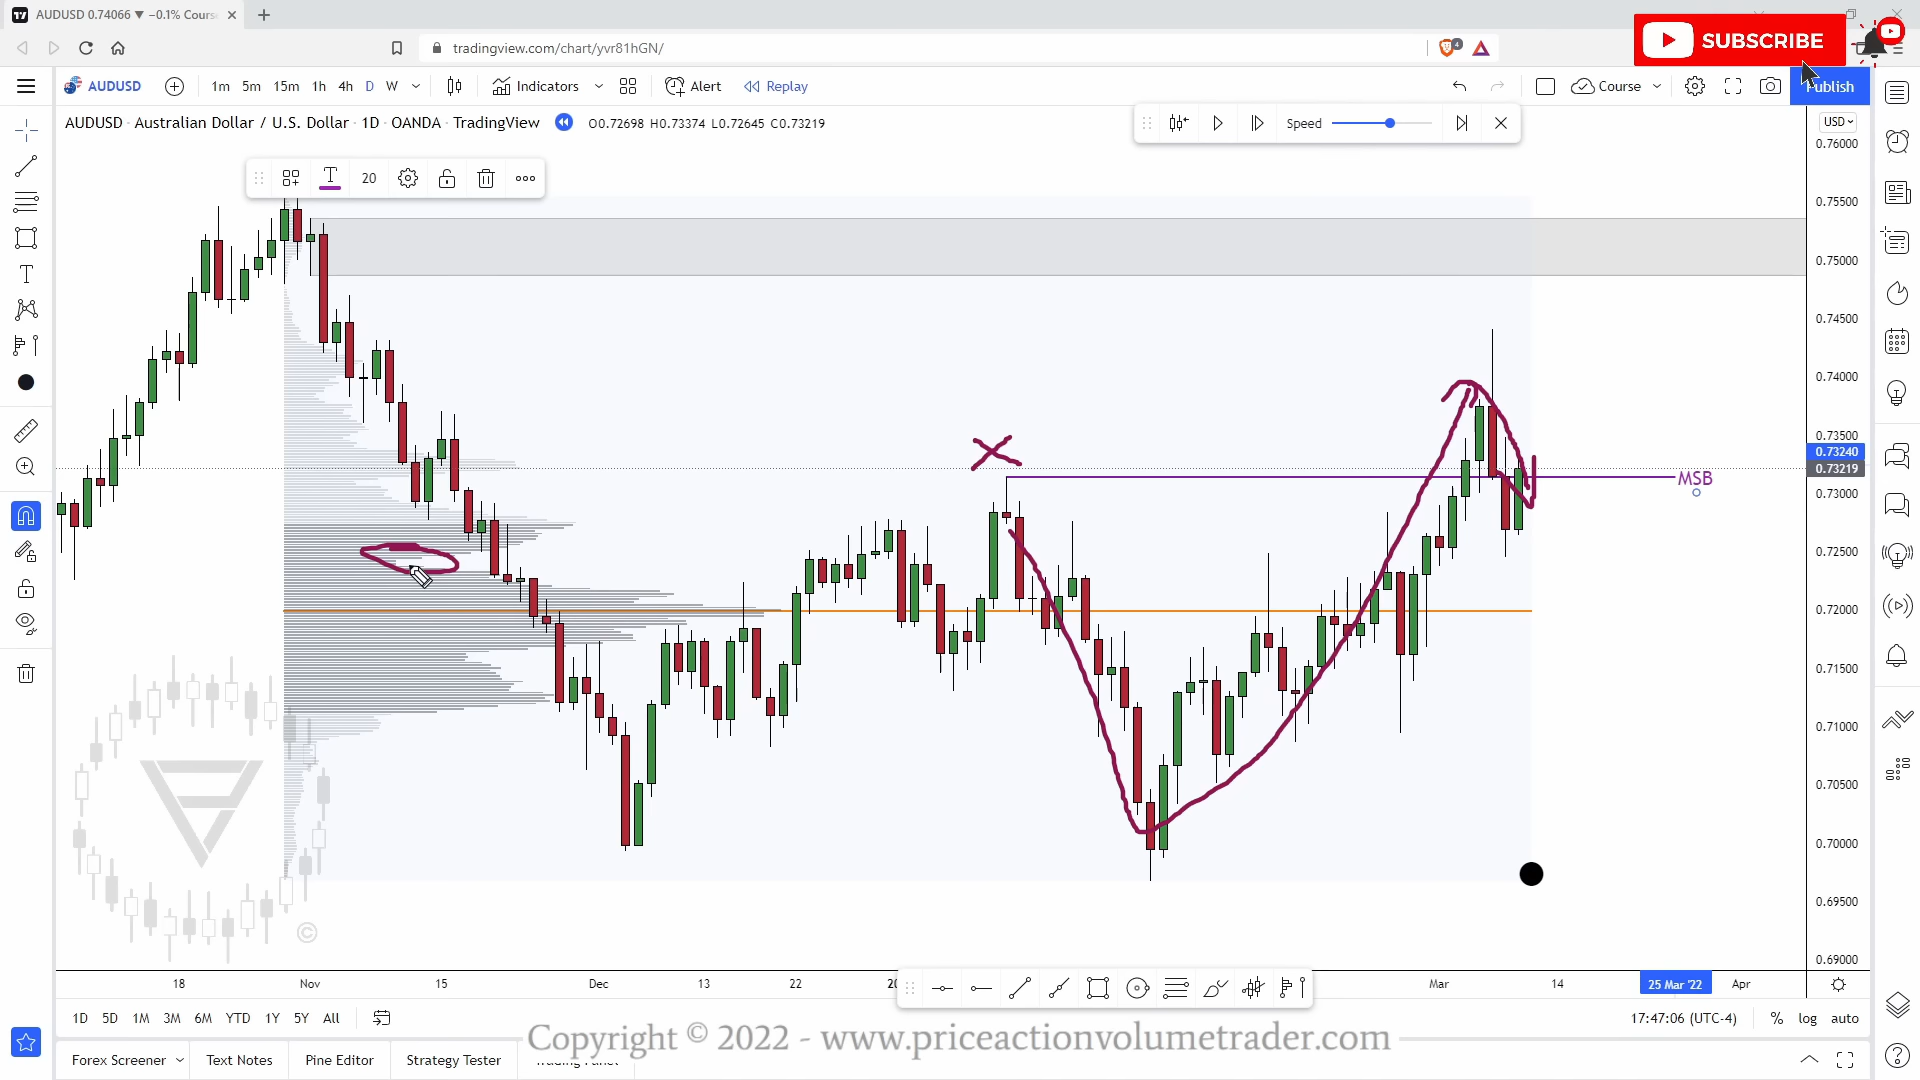 AUDUSD 0.74066 ▼ −0.1% Cours
tradingview.com/chart/yvr81hGN/
4
SUBSCRIBE
AUDUSD 1m 5m 15m 1h 4h D W Indicators Alert Replay Course Publish
AUDUSD · Australian Dollar / U.S. Dollar · 1D · OANDA · TradingView O0.72698 H0.73374 L0.72645 C0.73219
Speed
USD
20
0.76000
0.75500
0.75000
0.74500
0.74000
0.73500
0.73240
0.73219
MSB
0.73000
0.72500
0.72000
0.71500
0.71000
0.70500
0.70000
0.69500
0.69000
©
18 Nov 15 Dec 13 22 Mar 14 25 Mar '22 Apr
1D 5D 1M 3M 6M YTD 1Y 5Y All 17:47:06 (UTC-4) % log auto
Copyright © 2022 - www.priceactionvolumetrader.com
Forex Screener Text Notes Pine Editor Strategy Tester Trading Panel